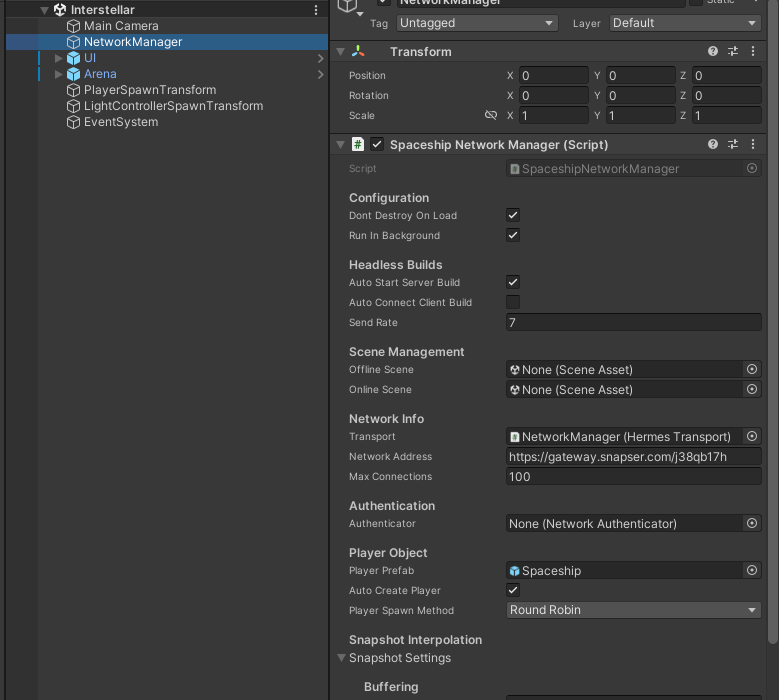 Interstellar
Main Camera
NetworkManager
UI
Arena
PlayerSpawnTransform
LightControllerSpawnTransform
EventSystem
NetworkManager Static
Tag Untagged Layer Default
Transform
Position X 0 Y 0 Z 0
Rotation X 0 Y 0 Z 0
Scale X 1 Y 1 Z 1
Spaceship Network Manager (Script)
Script SpaceshipNetworkManager
Configuration
Dont Destroy On Load
Run In Background
Headless Builds
Auto Start Server Build
Auto Connect Client Build
Send Rate 7
Scene Management
Offline Scene None (Scene Asset)
Online Scene None (Scene Asset)
Network Info
Transport NetworkManager (Hermes Transport)
Network Address https://gateway.snapser.com/j38qb17h
Max Connections 100
Authentication
Authenticator None (Network Authenticator)
Player Object
Player Prefab Spaceship
Auto Create Player
Player Spawn Method Round Robin
Snapshot Interpolation
Snapshot Settings
Buffering